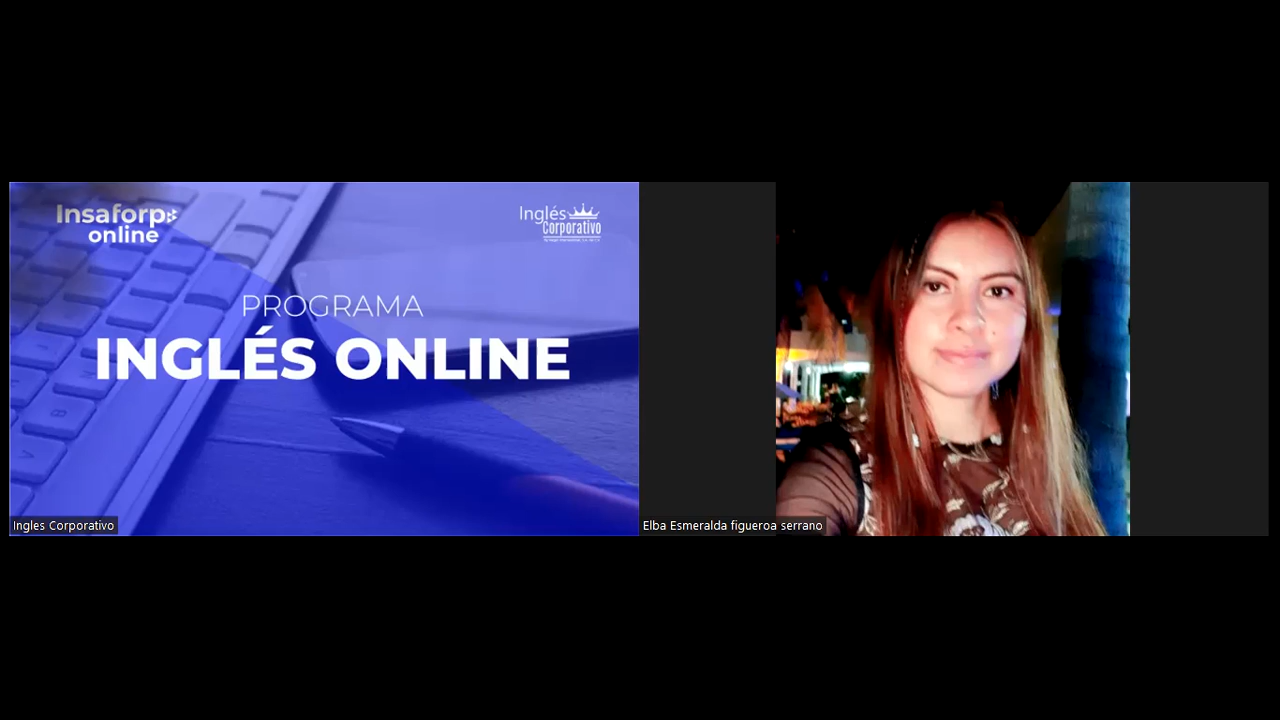 Insaforp
online
Inglés
Corporativo
PROGRAMA
INGLÉS ONLINE
Ingles Corporativo
Elba Esmeralda figueroa serrano